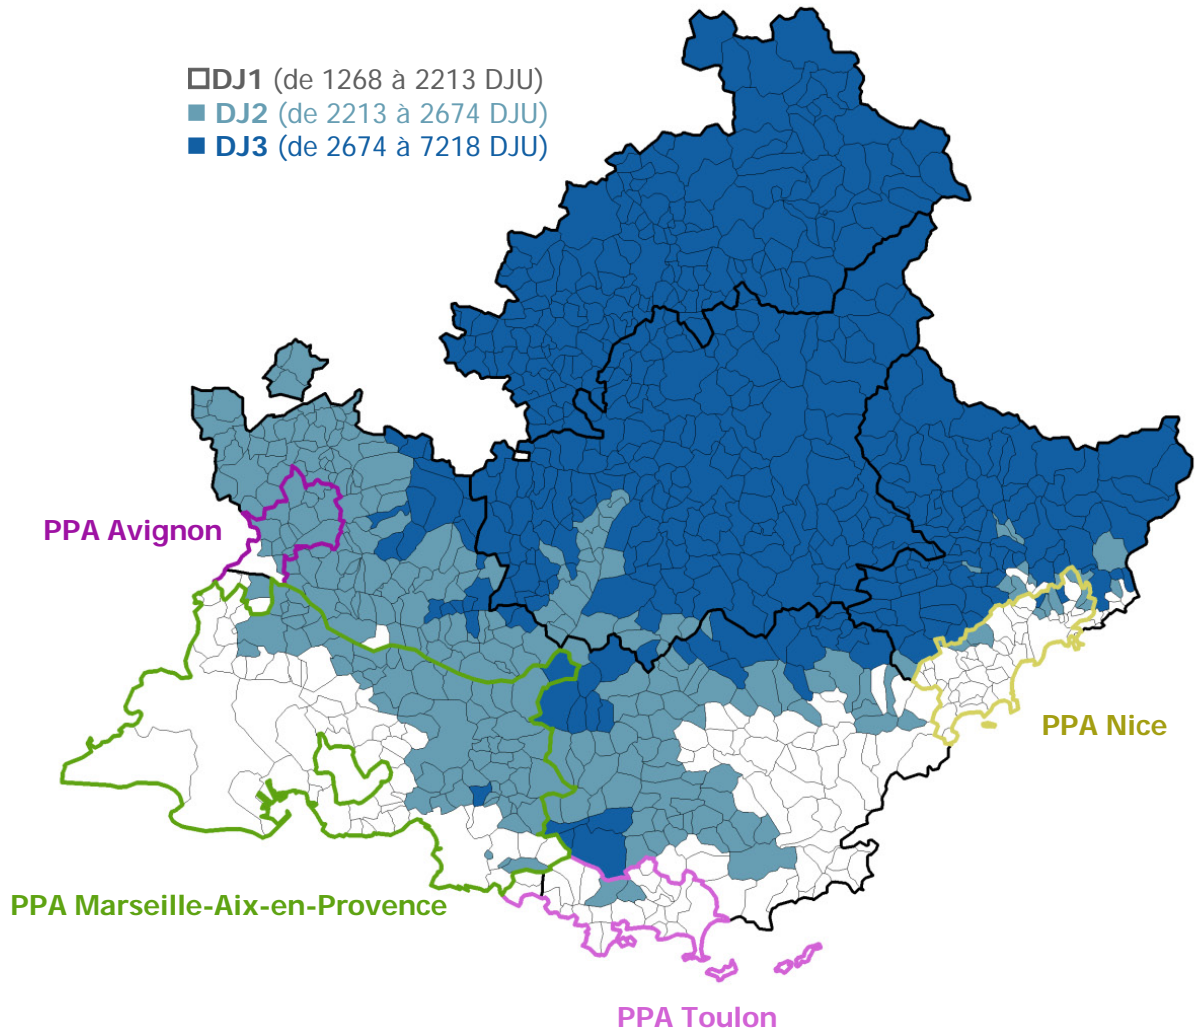 DJ1 (de 1268 à 2213 DJU)
DJ2 (de 2213 à 2674 DJU)
DJ3 (de 2674 à 7218 DJU)
PPA Avignon
PPA Nice
PPA Marseille-Aix-en-Provence
PPA Toulon